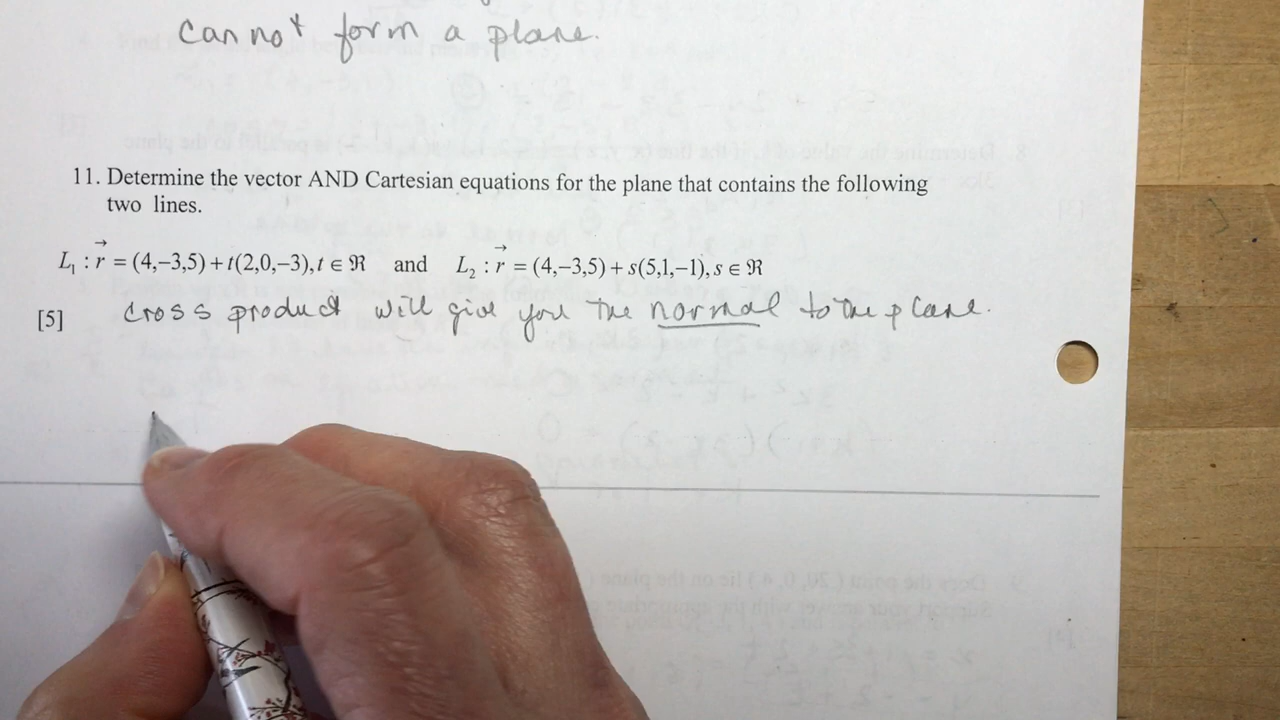 cannot form a plane.
11. Determine the vector AND Cartesian equations for the plane that contains the following
two lines.
L₁ : r⃗ = (4,−3,5) + t(2,0,−3), t ∈ ℜ and L₂ : r⃗ = (4,−3,5) + s(5,1,−1), s ∈ ℜ
[5] cross product will give you the normal to the plane.